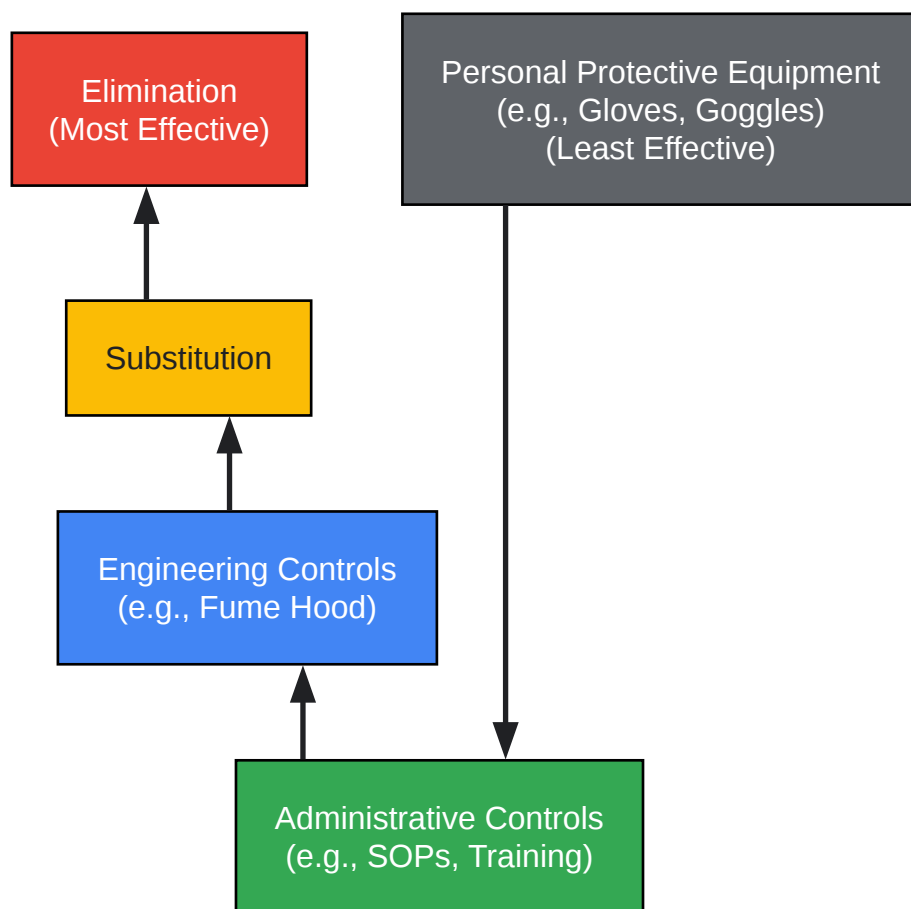 Elimination
(Most Effective)
Personal Protective Equipment
(e.g., Gloves, Goggles)
(Least Effective)
Substitution
Engineering Controls
(e.g., Fume Hood)
Administrative Controls
(e.g., SOPs, Training)